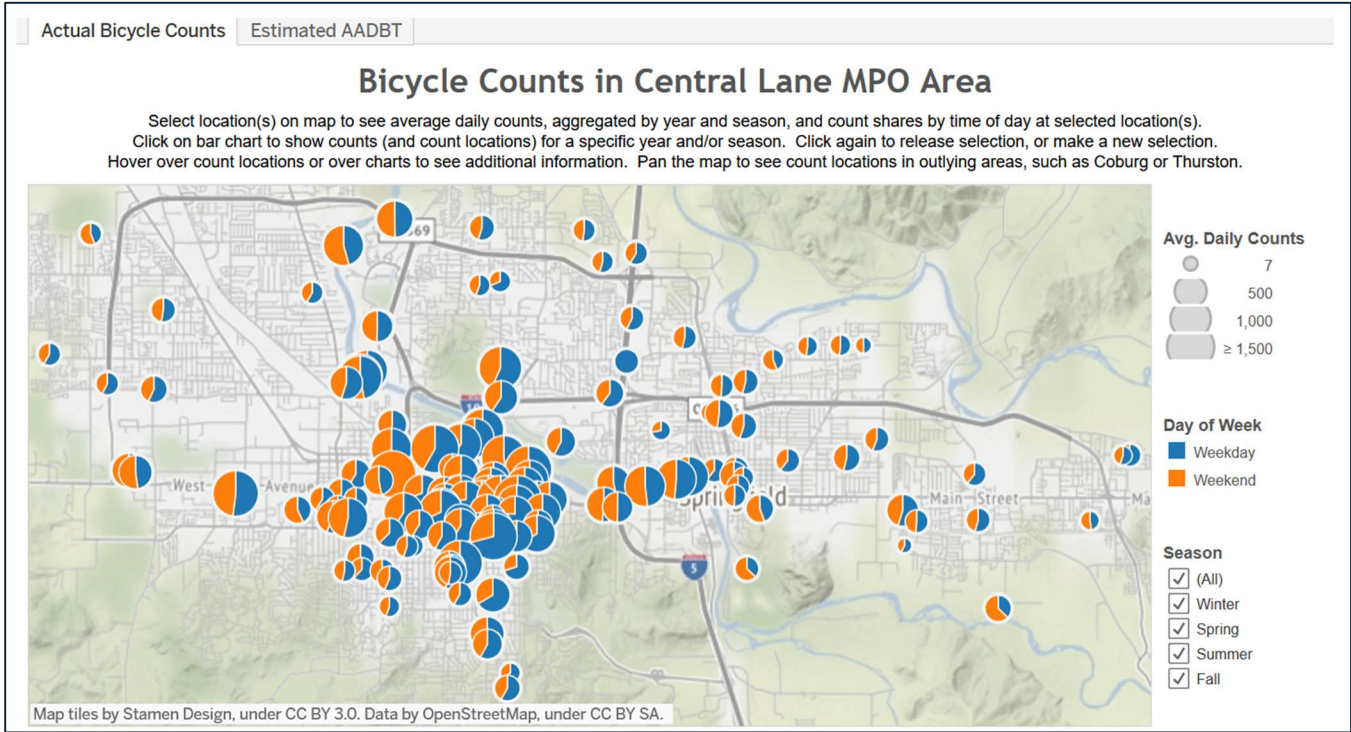 Actual Bicycle Counts
Estimated AADBT
Bicycle Counts in Central Lane MPO Area
Select location(s) on map to see average daily counts, aggregated by year and season, and count shares by time of day at selected location(s).
Click on bar chart to show counts (and count locations) for a specific year and/or season. Click again to release selection, or make a new selection.
Hover over count locations or over charts to see additional information. Pan the map to see count locations in outlying areas, such as Coburg or Thurston.
69
Avg. Daily Counts
7
500
1,000
≥ 1,500
Day of Week
Weekday
Weekend
West
Avenue
Main Street
5
Season
(All)
Winter
Spring
Summer
Fall
Map tiles by Stamen Design, under CC BY 3.0. Data by OpenStreetMap, under CC BY SA.